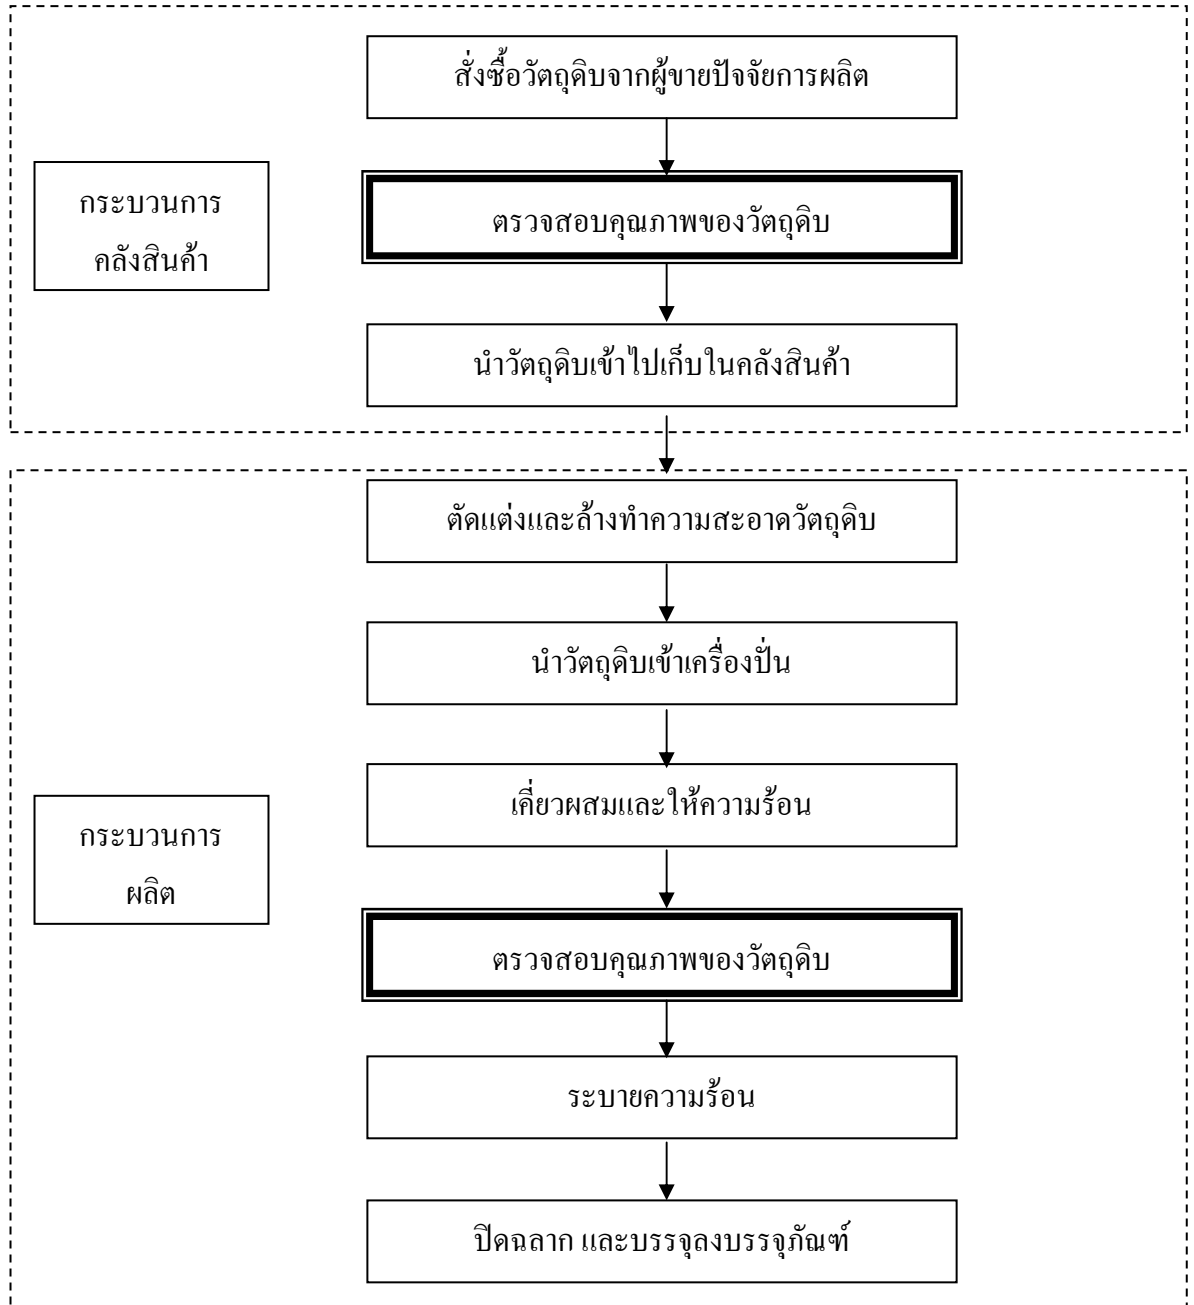 สั่งซื้อวัตถุดิบจากผู้ขายปัจจัยการผลิต
กระบวนการ
คลังสินค้า
ตรวจสอบคุณภาพของวัตถุดิบ
นำวัตถุดิบเข้าไปเก็บในคลังสินค้า
ตัดแต่งและล้างทำความสะอาดวัตถุดิบ
นำวัตถุดิบเข้าเครื่องปั่น
เคี่ยวผสมและให้ความร้อน
กระบวนการ
ผลิต
ตรวจสอบคุณภาพของวัตถุดิบ
ระบายความร้อน
ปิดฉลาก และบรรจุลงบรรจุภัณฑ์